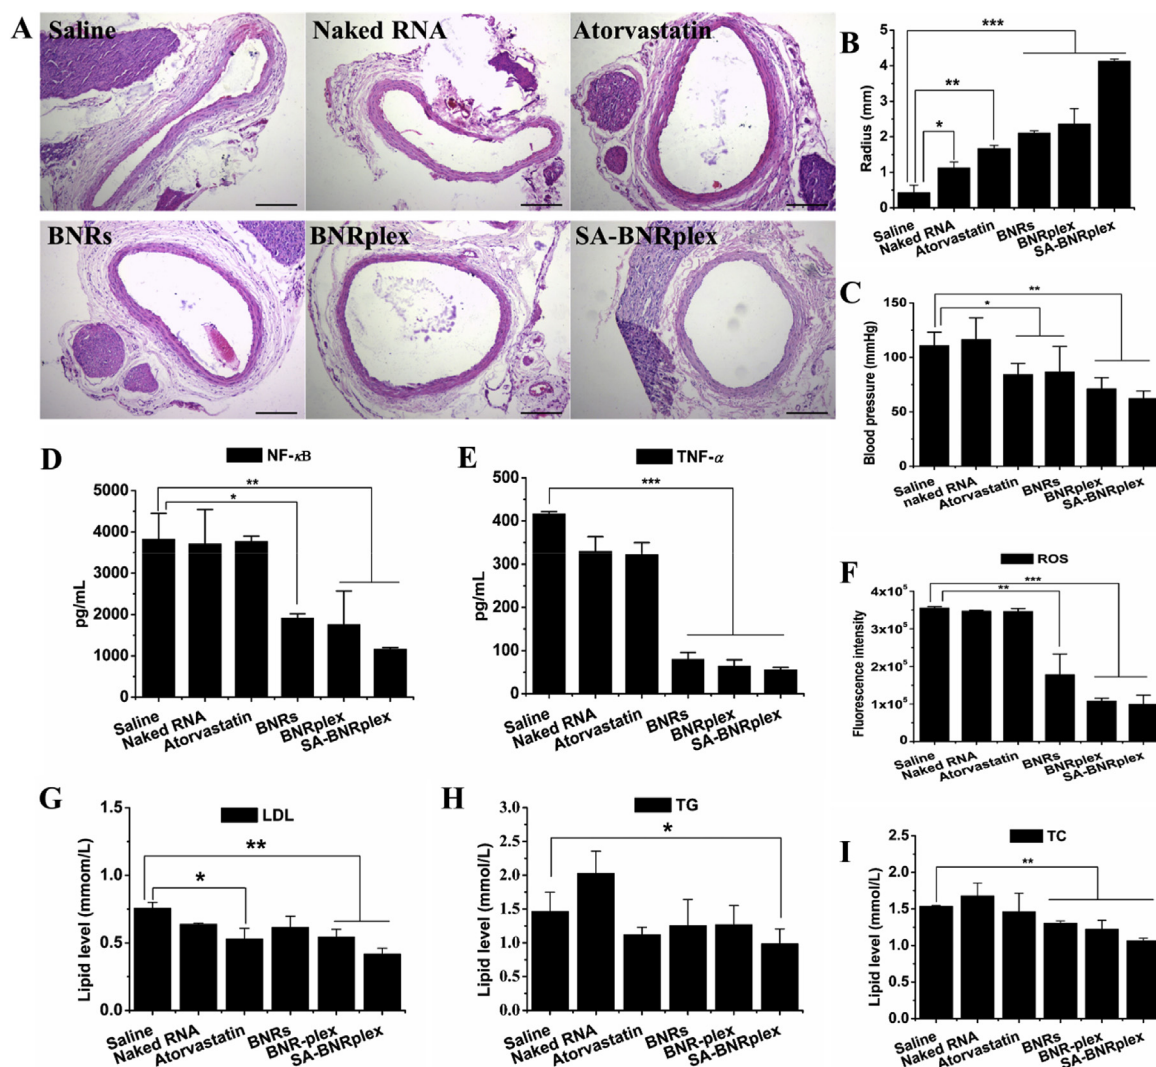 A
Saline
Naked RNA
Atorvastatin
BNRs
BNRplex
SA-BNRplex
B
Radius (mm)
5
4
3
2
1
0
*
**
***
Saline
Naked RNA
Atorvastatin
BNRs
BNRplex
SA-BNRplex
C
Blood pressure (mmHg)
150
100
50
0
*
**
Saline
naked RNA
Atorvastatin
BNRs
BNRplex
SA-BNRplex
D
NF-κB
pg/mL
5000
4000
3000
2000
1000
0
**
*
Saline
Naked RNA
Atorvastatin
BNRs
BNRplex
SA-BNRplex
E
TNF-α
pg/mL
400
300
200
100
50
0
***
Saline
Naked RNA
Atorvastatin
BNRs
BNRplex
SA-BNRplex
F
ROS
Fluorescence intensity
4x10⁵
3x10⁵
2x10⁵
1x10⁵
0
***
**
Saline
Naked RNA
Atorvastatin
BNRs
BNRplex
SA-BNRplex
G
LDL
Lipid level (mmom/L)
1.5
1.0
0.5
0.0
**
*
Saline
Naked RNA
Atorvastatin
BNRs
BNR-plex
SA-BNRplex
H
TG
Lipid level (mmol/L)
3.0
2.5
2.0
1.5
1.0
0.5
0.0
*
Saline
Naked RNA
Atorvastatin
BNRs
BNR-plex
SA-BNRplex
I
TC
Lipid level (mmol/L)
2.5
2.0
1.5
1.0
0.5
0.0
**
Saline
Naked RNA
Atorvastatin
BNRs
BNR-plex
SA-BNRplex